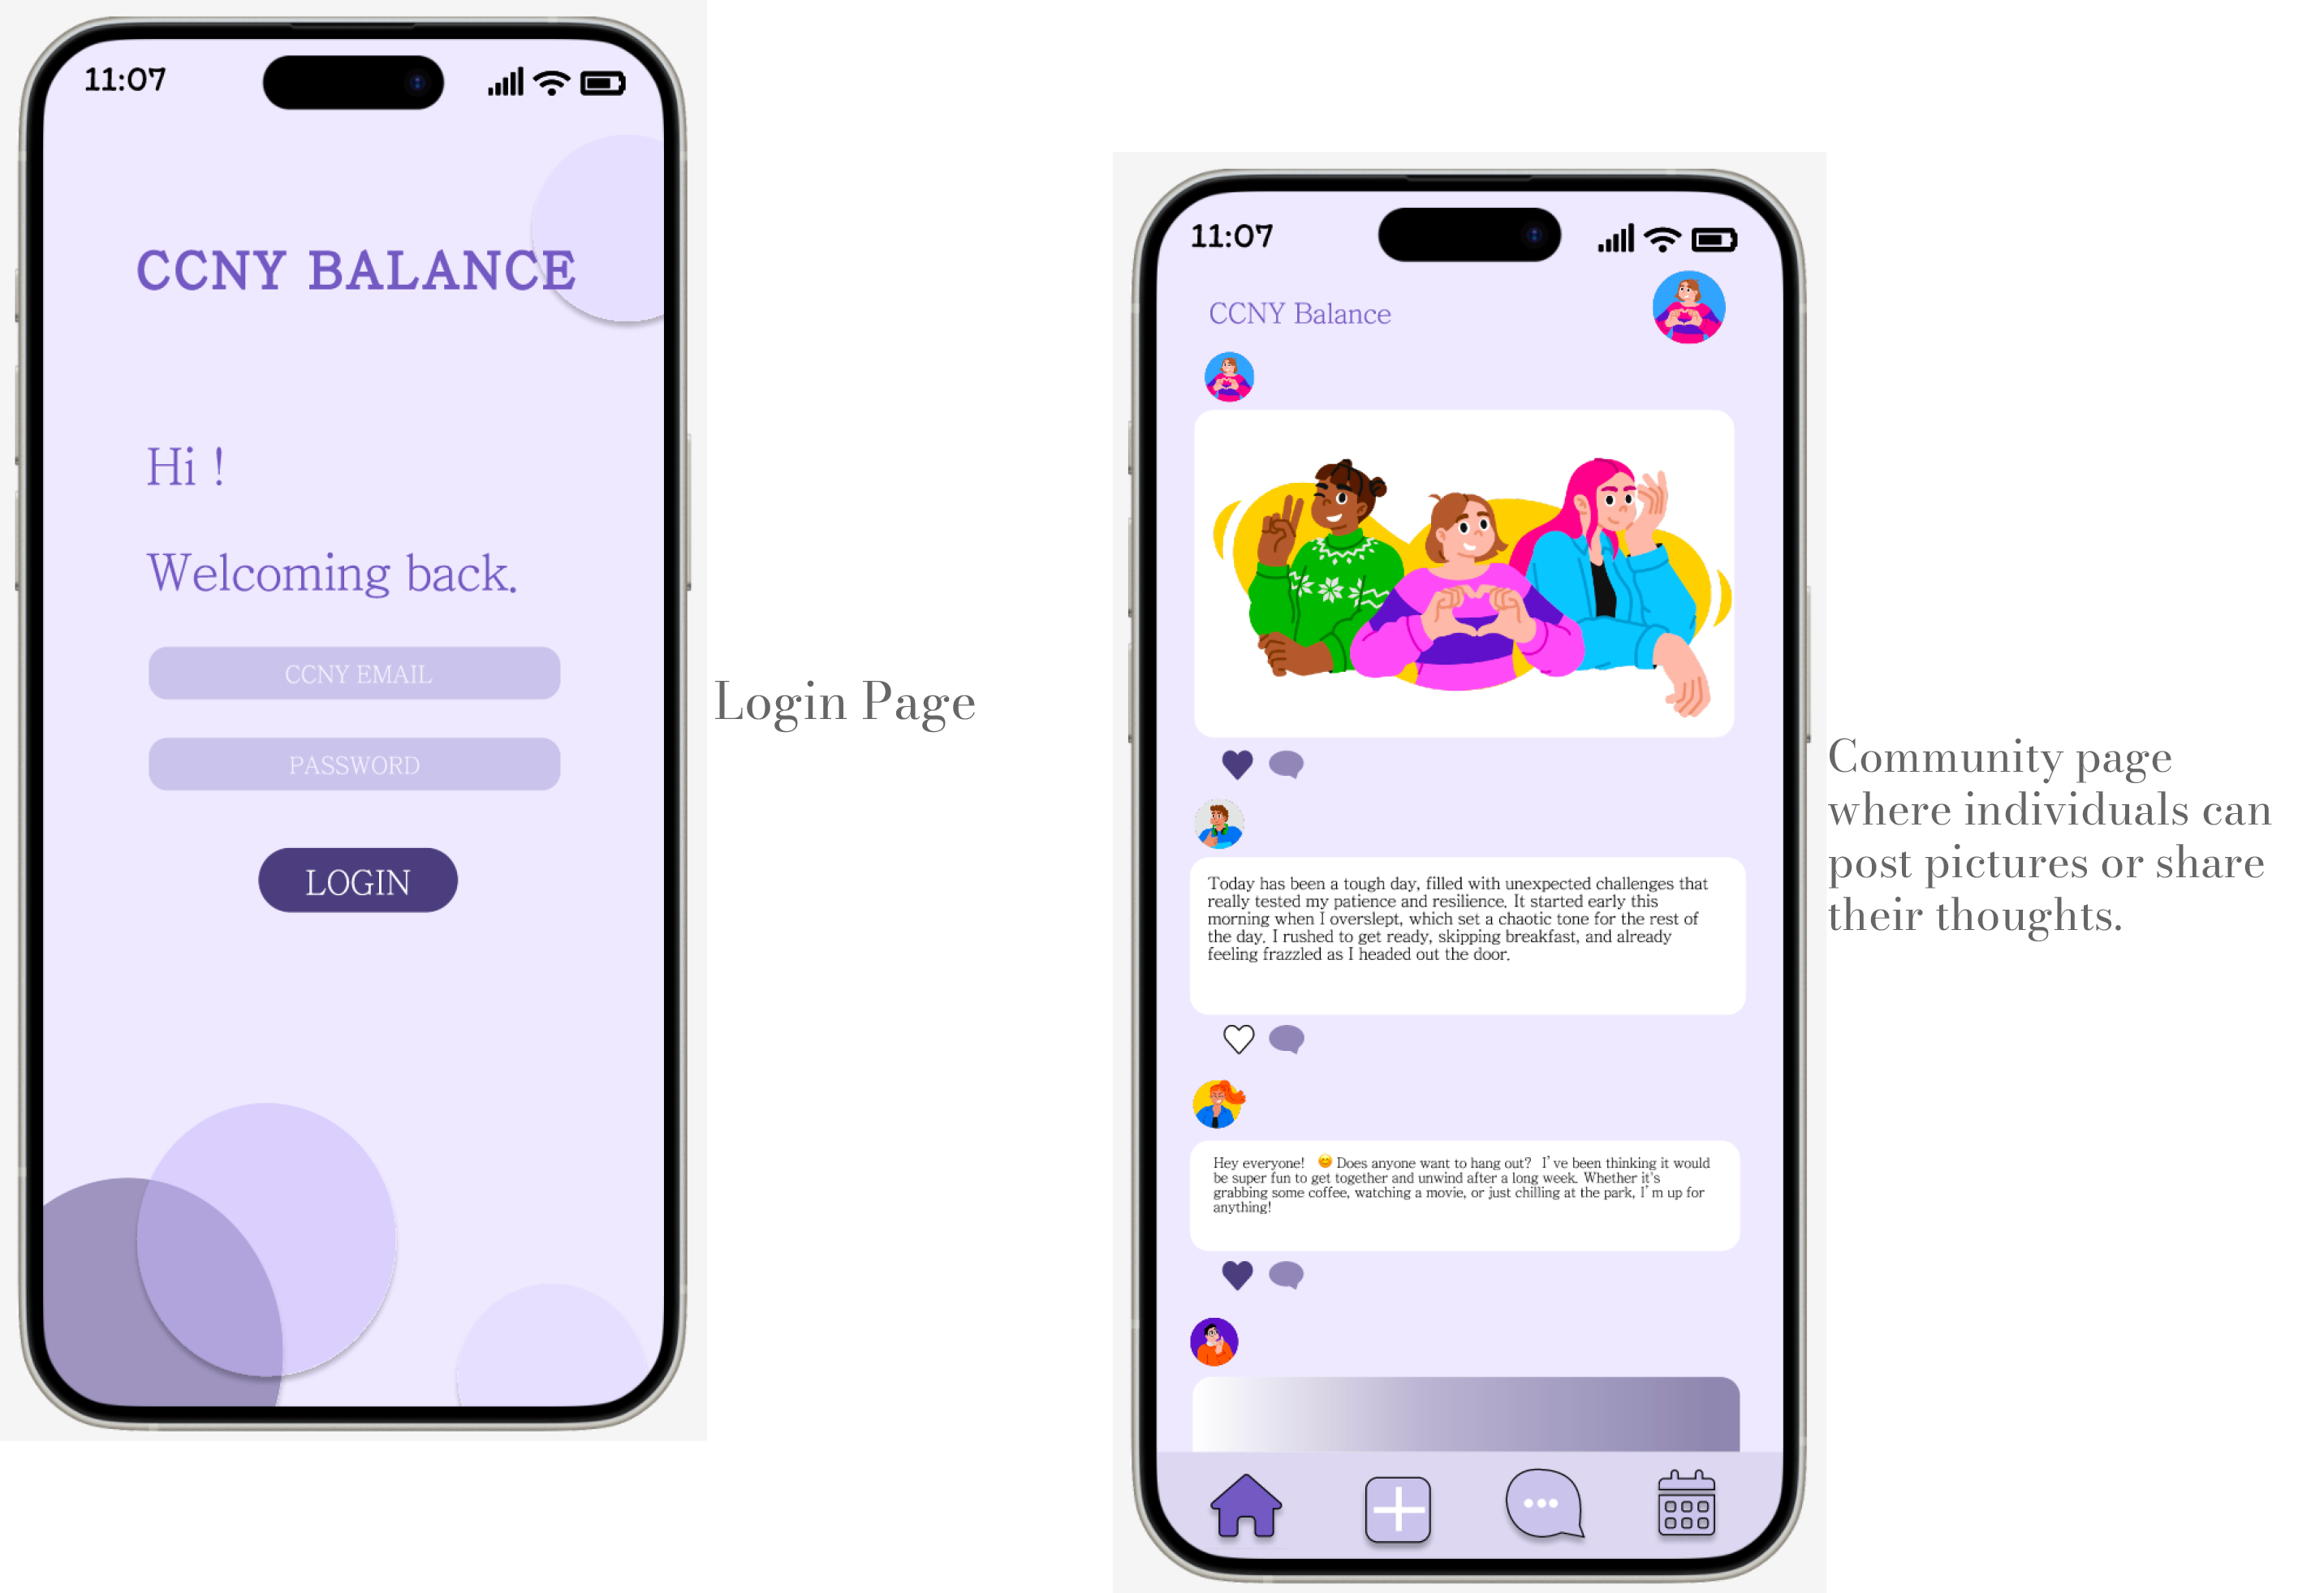 11:07
CCNY BALANCE
Hi !
Welcoming back.
CCNY EMAIL
PASSWORD
LOGIN
Login Page
11:07
CCNY Balance
Today has been a tough day, filled with unexpected challenges that
really tested my patience and resilience. It started early this
morning when I overslept, which set a chaotic tone for the rest of
the day. I rushed to get ready, skipping breakfast, and already
feeling frazzled as I headed out the door.
Hey everyone! 😊 Does anyone want to hang out? I've been thinking it would
be super fun to get together and unwind after a long week. Whether it's
grabbing some coffee, watching a movie, or just chilling at the park, I'm up for
anything!
Community page
where individuals can
post pictures or share
their thoughts.